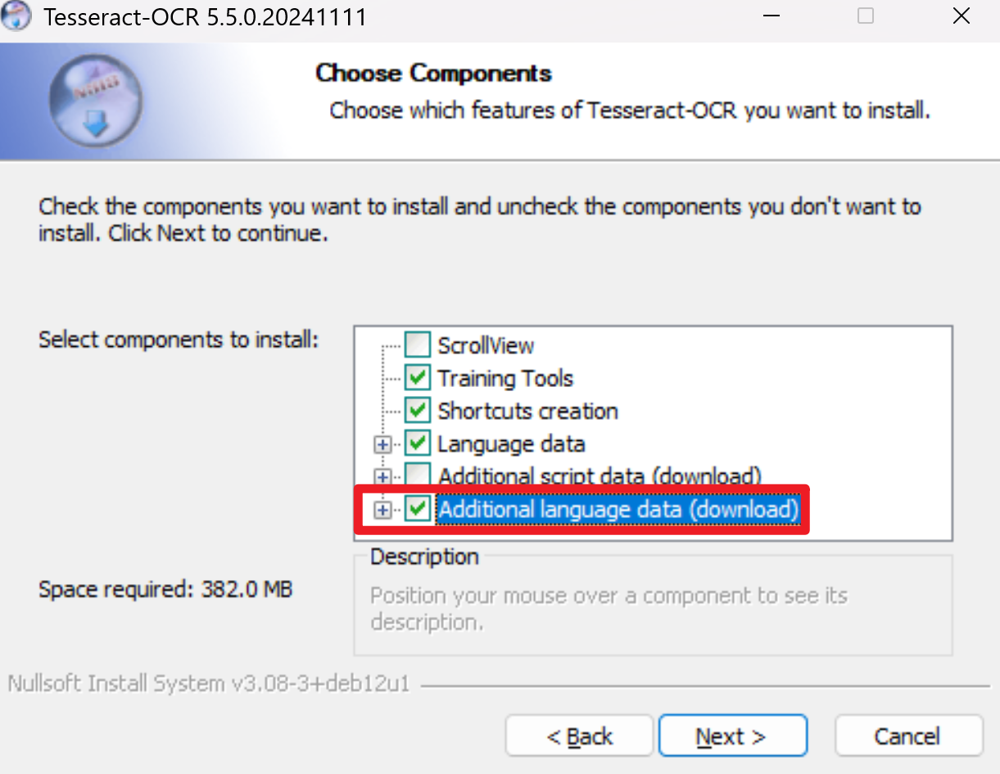 Tesseract-OCR 5.5.0.20241111
Choose Components
Choose which features of Tesseract-OCR you want to install.
Check the components you want to install and uncheck the components you don't want to
install. Click Next to continue.
Select components to install:
ScrollView
Training Tools
Shortcuts creation
Language data
Additional script data (download)
Additional language data (download)
Space required: 382.0 MB
Description
Position your mouse over a component to see its
description.
Nullsoft Install System v3.08-3+deb12u1
< Back
Next >
Cancel